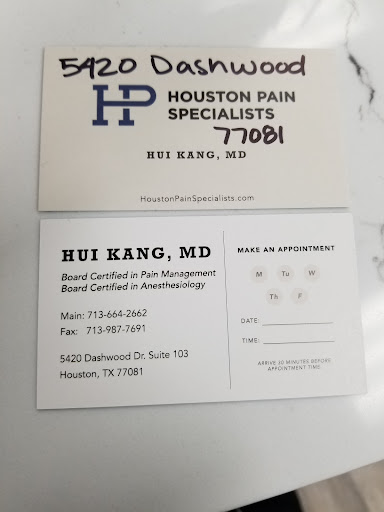 5420 Dashwood
HP HOUSTON PAIN
SPECIALISTS
77081
HUI KANG, MD
HoustonPainSpecialists.com
HUI KANG, MD
Board Certified in Pain Management
Board Certified in Anesthesiology
Main: 713-664-2662
Fax: 713-987-7691
5420 Dashwood Dr. Suite 103
Houston, TX 77081
MAKE AN APPOINTMENT
M Tu W
Th F
DATE:
TIME:
ARRIVE 30 MINUTES BEFORE
APPOINTMENT TIME